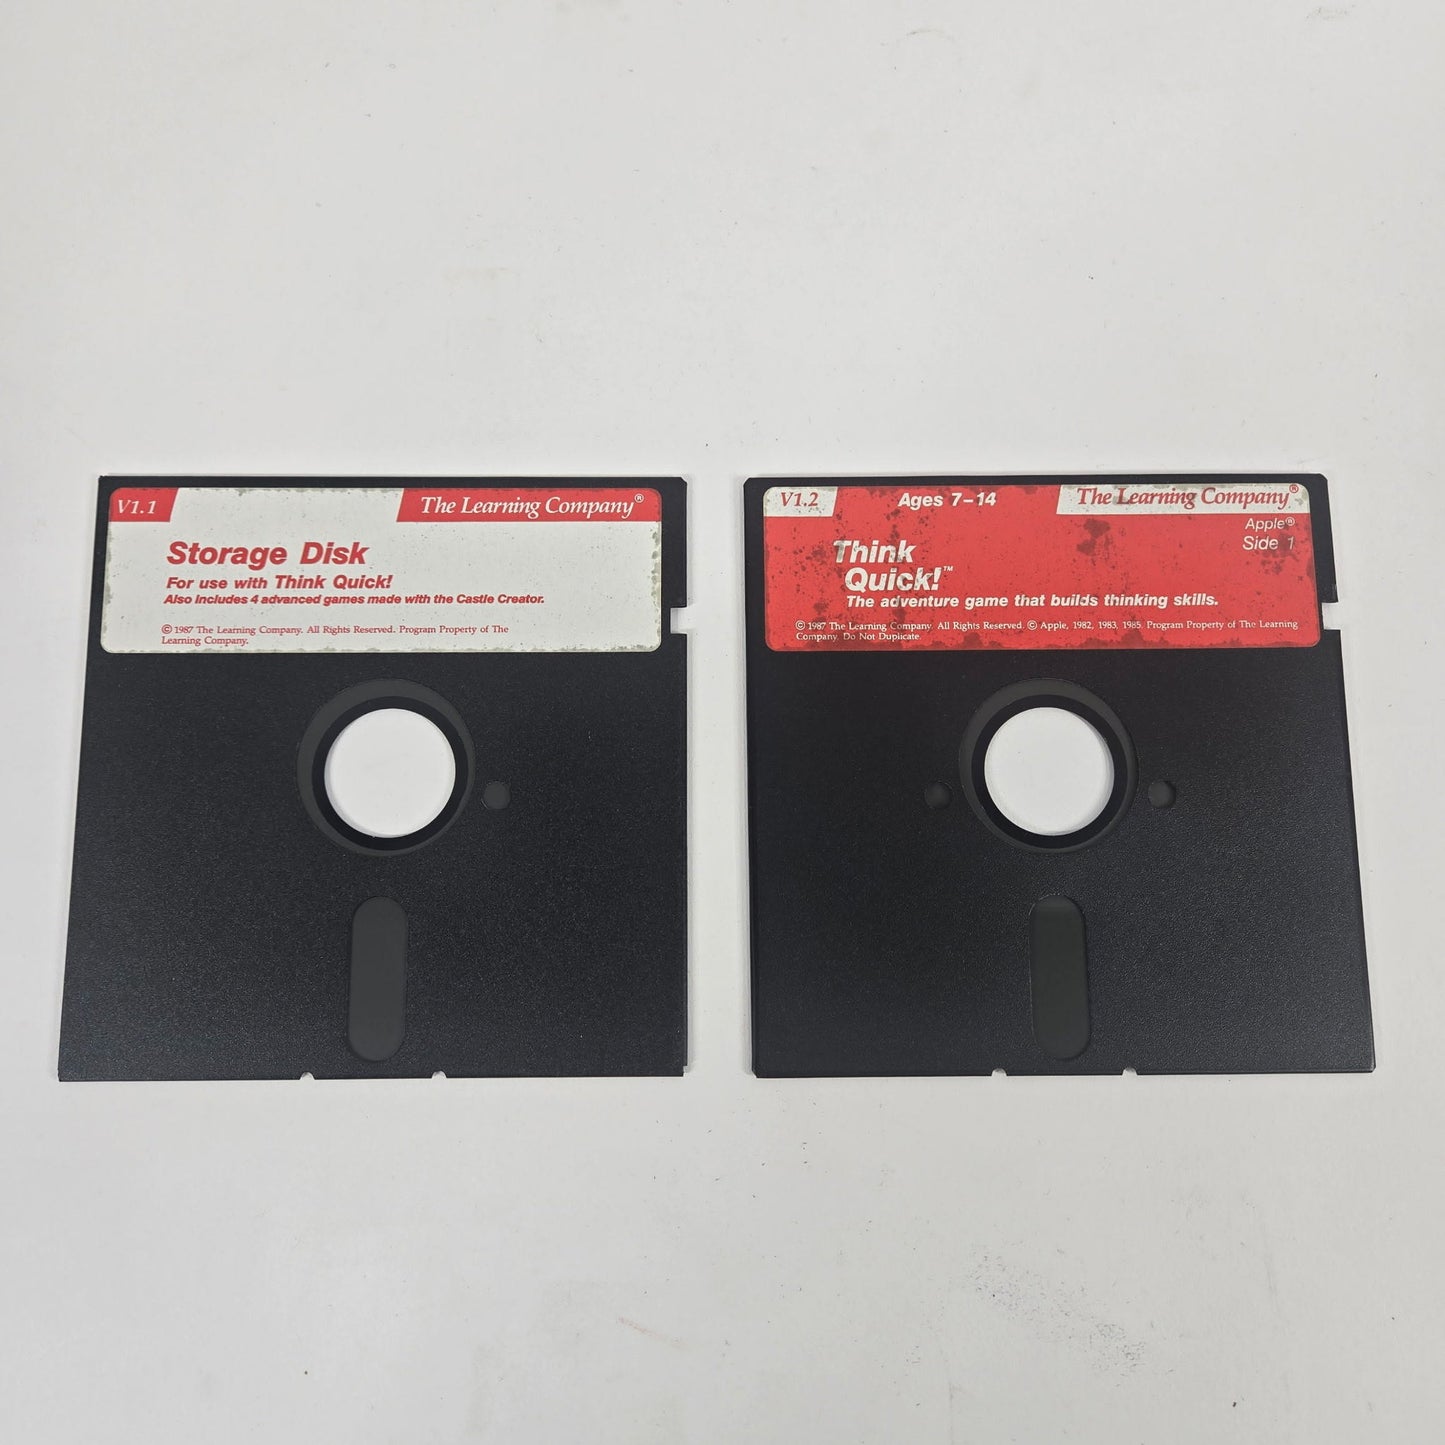 V1.1
The Learning Company®
Storage Disk
For use with Think Quick!
Also Includes 4 advanced games made with the Castle Creator.
© 1987 The Learning Company. All Rights Reserved. Program Property of The
Learning Company.
V1.2
Ages 7–14
The Learning Company®
Apple®
Side 1
Think
Quick!™
The adventure game that builds thinking skills.
© 1987 The Learning Company. All Rights Reserved. © Apple, 1982, 1983, 1985. Program Property of The Learning
Company. Do Not Duplicate.